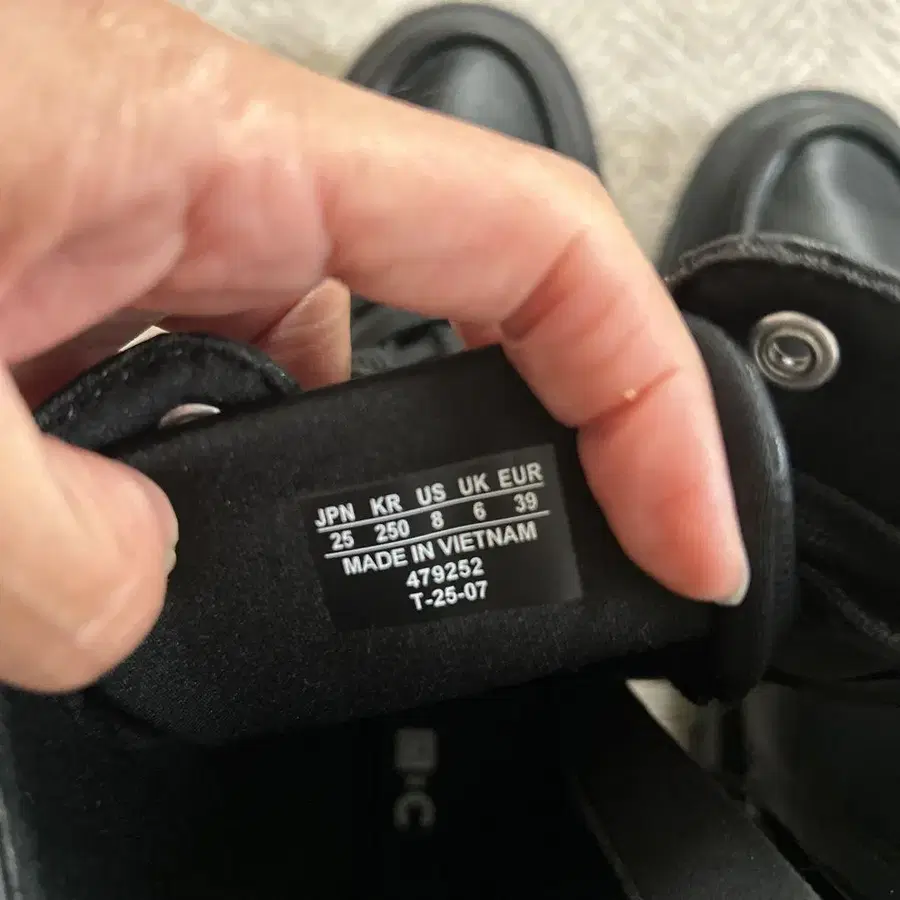 JPN KR US UK EUR
25 250 8 6 39
MADE IN VIETNAM
479252
T-25-07